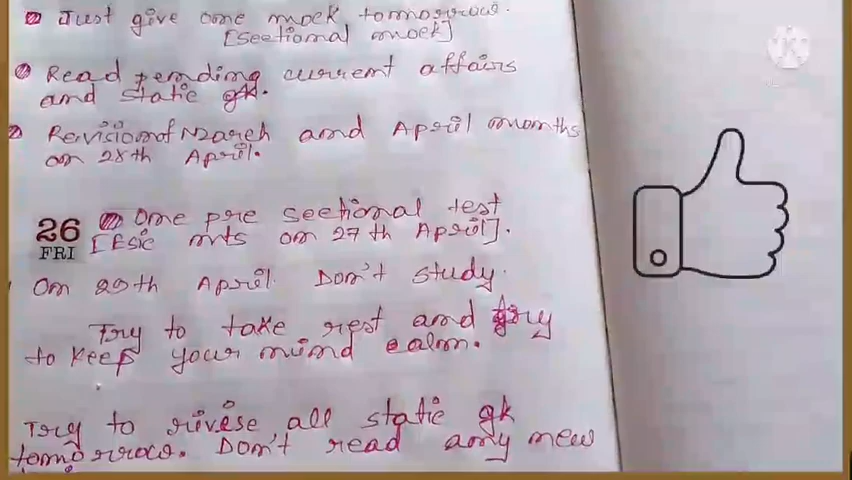 Just give one mock tomorrow.
[Sectional mock]
Read pending current affairs
and static gk.
Revision of March and April months
on 28th April.
26
FRI
One pre sectional test
[Esic mts on 27th April].
On 29th April. Don't study.
Try to take rest and try
to keep your mind calm.
Try to rivise all static gk
tomorrow. Don't read any new